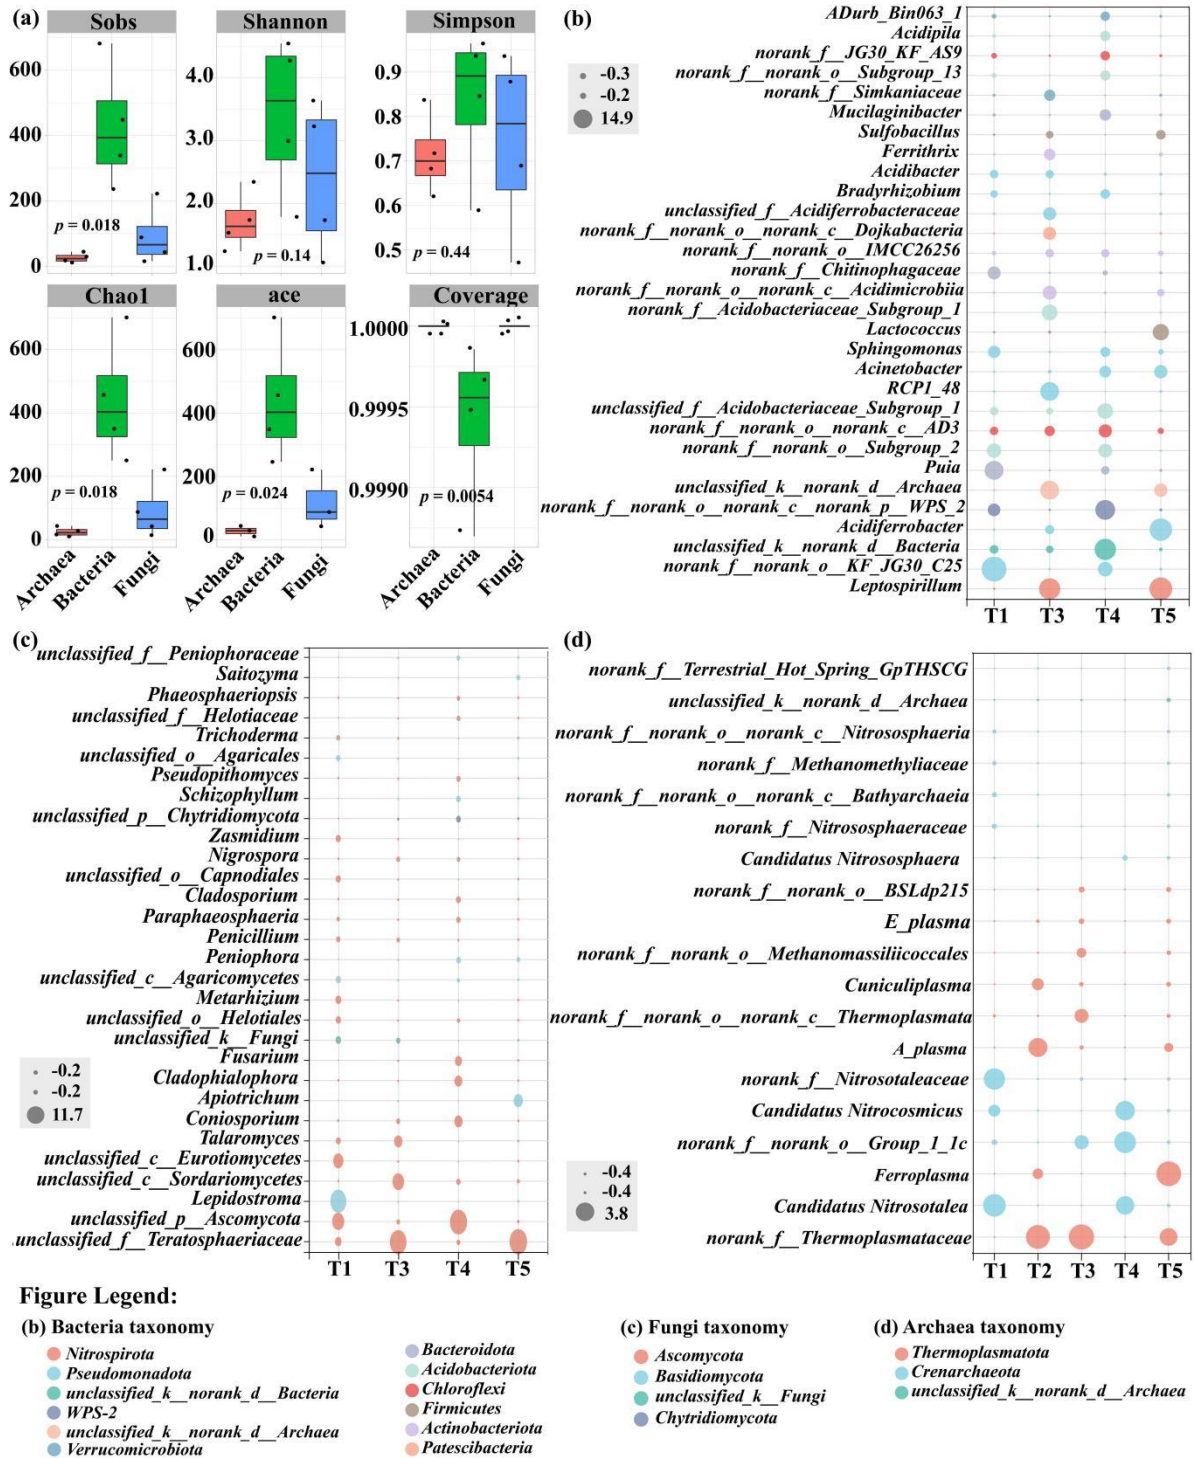 (a)
Sobs
Shannon
Simpson
600
400
200
0
p = 0.018
4.0
3.0
2.0
1.0
p = 0.14
0.9
0.8
0.7
0.6
0.5
p = 0.44
Chao1
ace
Coverage
600
400
200
0
p = 0.018
600
400
200
0
p = 0.024
1.0000
0.9995
0.9990
p = 0.0054
Archaea
Bacteria
Fungi
Archaea
Bacteria
Fungi
Archaea
Bacteria
Fungi
(b)
-0.3
-0.2
14.9
ADurb_Bin063_1
Acidipila
norank_f__JG30_KF_AS9
norank_f__norank_o__Subgroup_13
norank_f__Simkaniaceae
Mucilaginibacter
Sulfobacillus
Ferrithrix
Acidibacter
Bradyrhizobium
unclassified_f__Acidiferrobacteraceae
norank_f__norank_o__norank_c__Dojkabacteria
norank_f__norank_o__IMCC26256
norank_f__Chitinophagaceae
norank_f__norank_o__norank_c__Acidimicrobiia
norank_f__Acidobacteriaceae_Subgroup_1
Lactococcus
Sphingomonas
Acinetobacter
RCP1_48
unclassified_f__Acidobacteriaceae_Subgroup_1
norank_f__norank_o__norank_c__AD3
norank_f__norank_o__Subgroup_2
Puia
unclassified_k__norank_d__Archaea
norank_f__norank_o__norank_c__norank_p__WPS_2
Acidiferrobacter
unclassified_k__norank_d__Bacteria
norank_f__norank_o__KF_JG30_C25
Leptospirillum
T1 T3 T4 T5
(c)
unclassified_f__Peniophoraceae
Saitozyma
Phaeosphaeriopsis
unclassified_f__Helotiaceae
Trichoderma
unclassified_o__Agaricales
Pseudopithomyces
Schizophyllum
unclassified_p__Chytridiomycota
Zasmidium
Nigrospora
unclassified_o__Capnodiales
Cladosporium
Paraphaeosphaeria
Penicillium
Peniophora
unclassified_c__Agaricomycetes
Metarhizium
unclassified_o__Helotiales
unclassified_k__Fungi
Fusarium
Cladophialophora
Apiotrichum
Coniosporium
Talaromyces
unclassified_c__Eurotiomycetes
unclassified_c__Sordariomycetes
Lepidostroma
unclassified_p__Ascomycota
unclassified_f__Teratosphaeriaceae
-0.2
-0.2
11.7
T1 T3 T4 T5
(d)
norank_f__Terrestrial_Hot_Spring_GpTHSCG
unclassified_k__norank_d__Archaea
norank_f__norank_o__norank_c__Nitrososphaeria
norank_f__Methanomethyliaceae
norank_f__norank_o__norank_c__Bathyarchaeia
norank_f__Nitrososphaeraceae
Candidatus Nitrososphaera
norank_f__norank_o__BSLdp215
E_plasma
norank_f__norank_o__Methanomassiliicoccales
Cuniculiplasma
norank_f__norank_o__norank_c__Thermoplasmata
A_plasma
norank_f__Nitrosotaleaceae
Candidatus Nitrocosmicus
norank_f__norank_o__Group_1_1c
Ferroplasma
Candidatus Nitrosotalea
norank_f__Thermoplasmataceae
-0.4
-0.4
3.8
T1 T2 T3 T4 T5
Figure Legend:
(b) Bacteria taxonomy
Nitrospirota
Pseudomonadota
unclassified_k__norank_d__Bacteria
WPS-2
unclassified_k__norank_d__Archaea
Verrucomicrobiota
Bacteroidota
Acidobacteriota
Chloroflexi
Firmicutes
Actinobacteriota
Patescibacteria
(c) Fungi taxonomy
Ascomycota
Basidiomycota
unclassified_k__Fungi
Chytridiomycota
(d) Archaea taxonomy
Thermoplasmatota
Crenarchaeota
unclassified_k__norank_d__Archaea